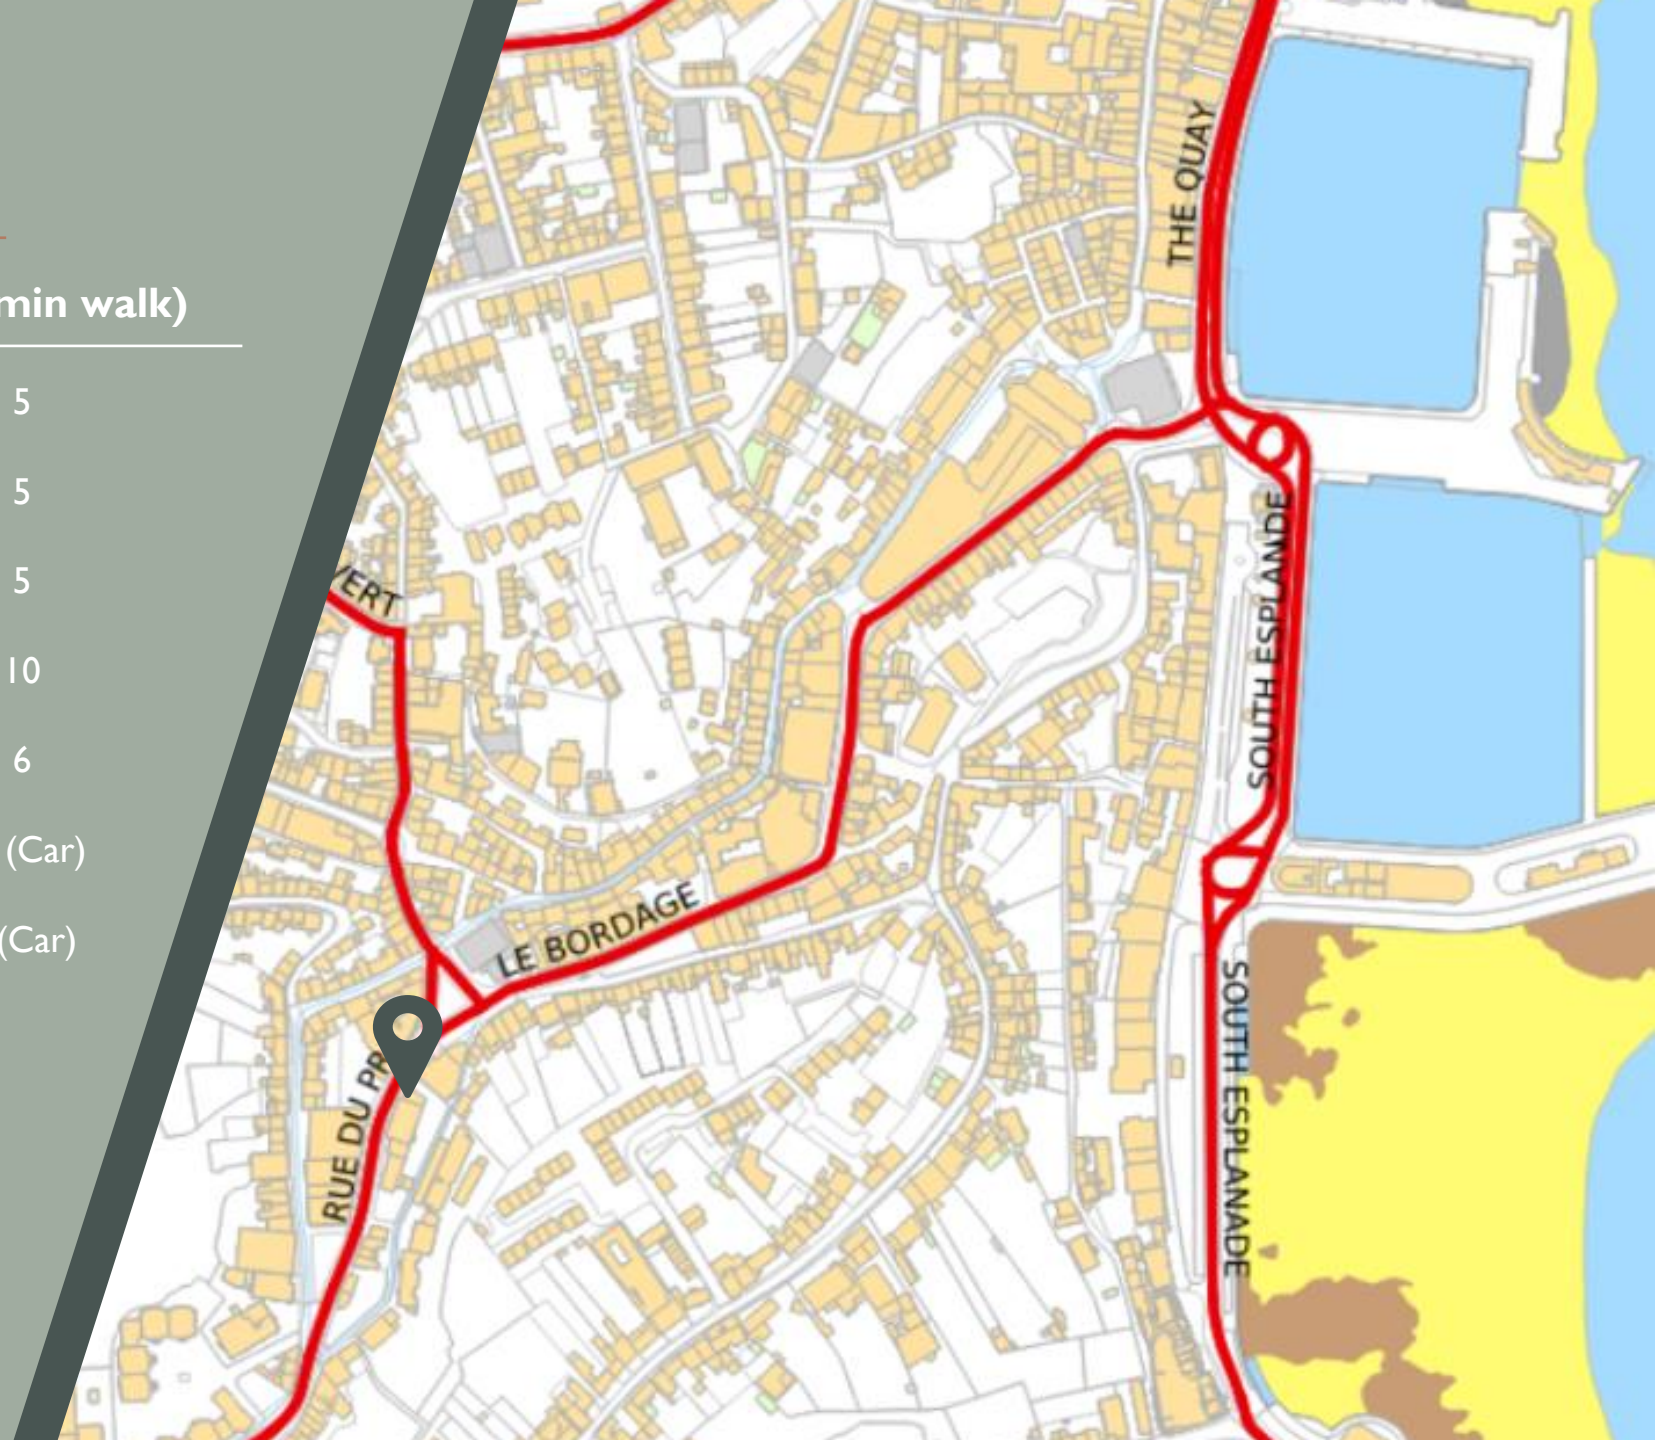 min walk)
5
5
5
10
6
(Car)
(Car)
THE QUAY
SOUTH ESPLANDE
VERT
LE BORDAGE
RUE DU PR
SOUTH ESPLANADE